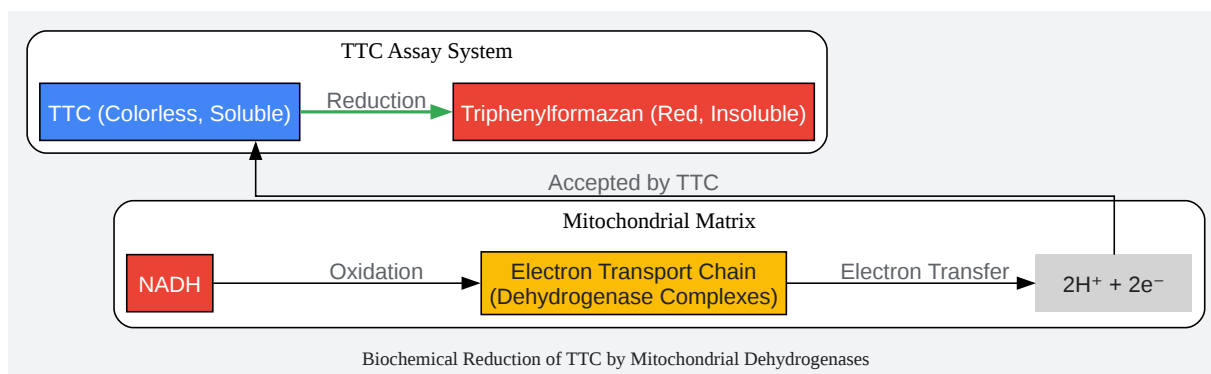 TTC Assay System
TTC (Colorless, Soluble)
Reduction
Triphenylformazan (Red, Insoluble)
Accepted by TTC
Mitochondrial Matrix
NADH
Oxidation
Electron Transport Chain
(Dehydrogenase Complexes)
Electron Transfer
2H⁺ + 2e⁻
Biochemical Reduction of TTC by Mitochondrial Dehydrogenases